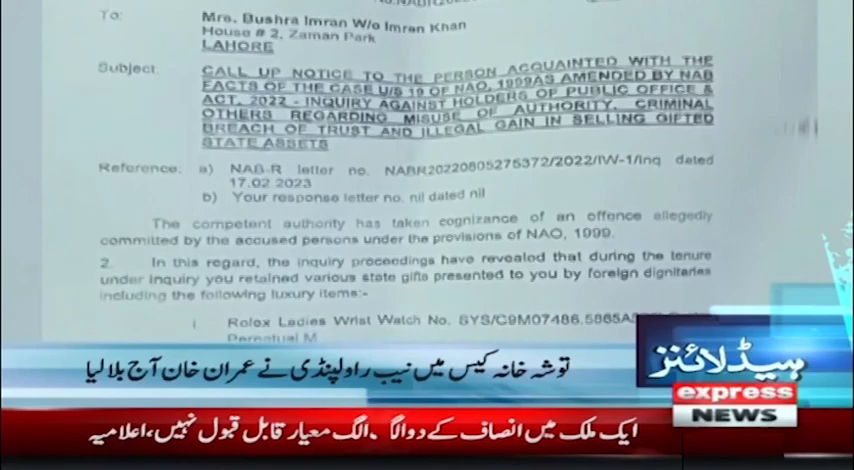 To:
Mrs. Bushra Imran W/o Imran Khan
House # 2, Zaman Park
LAHORE
Subject:
CALL UP NOTICE TO THE PERSON ACQUAINTED WITH THE
FACTS OF THE CASE U/S 19 OF NAO, 1999AS AMENDED BY NAB
ACT, 2022 - INQUIRY AGAINST HOLDERS OF PUBLIC OFFICE &
OTHERS REGARDING MISUSE OF AUTHORITY, CRIMINAL
BREACH OF TRUST AND ILLEGAL GAIN IN SELLING GIFTED
STATE ASSETS
Reference: a) NAB-R letter no. NABR20220805275372/2022/IW-1/Inq dated
17.02.2023
b) Your response letter no. nil dated nil
The competent authority has taken cognizance of an offence allegedly
committed by the accused persons under the provisions of NAO, 1999.
2. In this regard, the inquiry proceedings have revealed that during the tenure
under inquiry you retained various state gifts presented to you by foreign dignitaries
including the following luxury items:-
i Rolex Ladies Wrist Watch No. SYS/C9M07486.5865A
Perpetual M
توشہ خانہ کیس میں نیب راولپنڈی نے عمران خان آج بلالیا
ہیڈلائنز
express
NEWS
ایک ملک میں انصاف کے دو الگ ۔الگ معیار قابل قبول نہیں،اعلامیہ